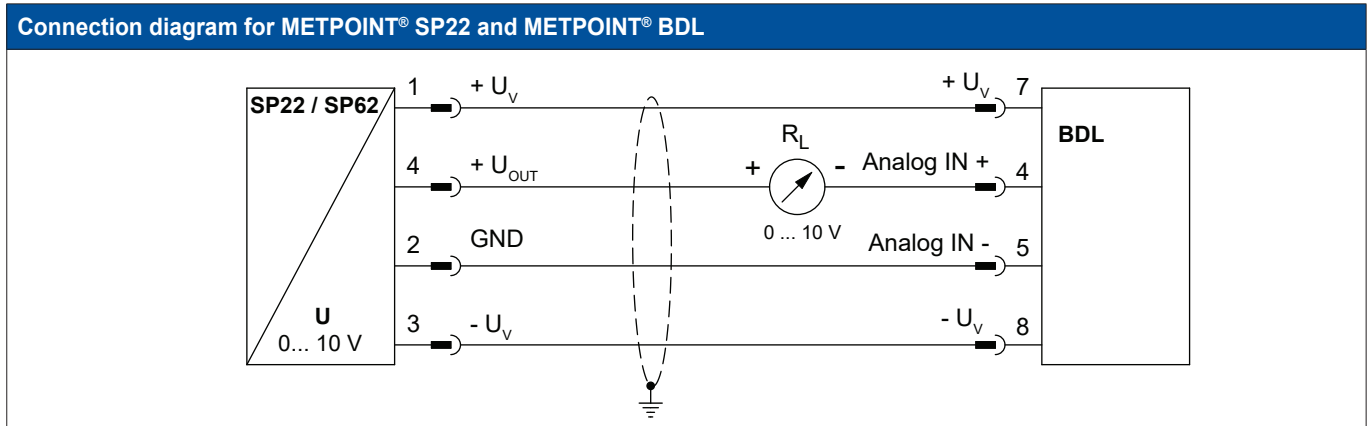 Connection diagram for METPOINT® SP22 and METPOINT® BDL
SP22 / SP62
1 + UV
+ UV 7
BDL
RL
4 + UOUT
+ -
Analog IN + 4
0 ... 10 V
2 GND
Analog IN - 5
U
0... 10 V
3 - UV
- UV 8